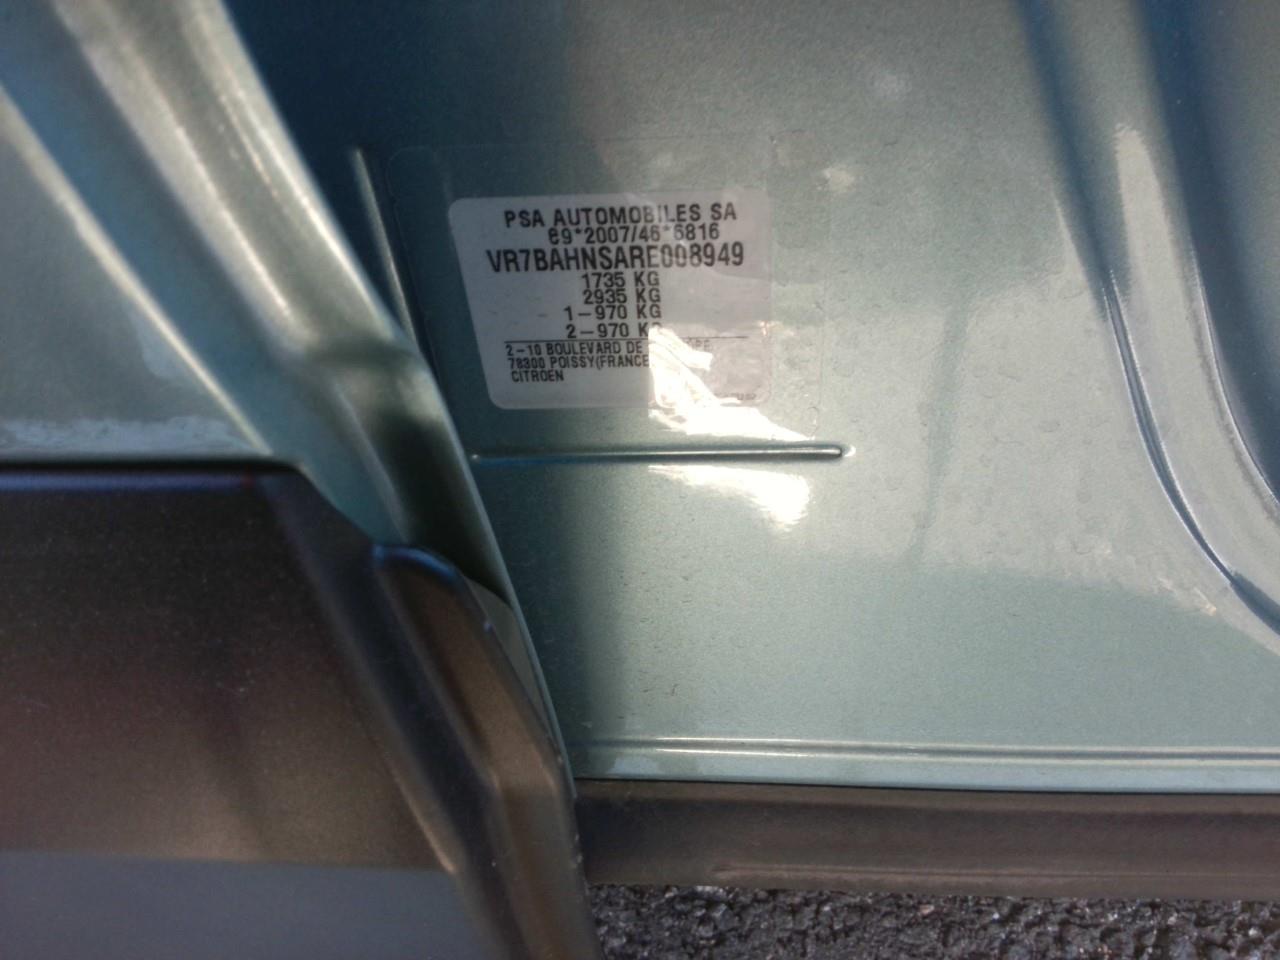 PSA AUTOMOBILES SA
e9*2007/46*6816
VR7BAHNSARE008949
1735 KG
2935 KG
1-970 KG
2-970 KG
2-10 BOULEVARD DE
78300 POISSY(FRANCE
CITROEN